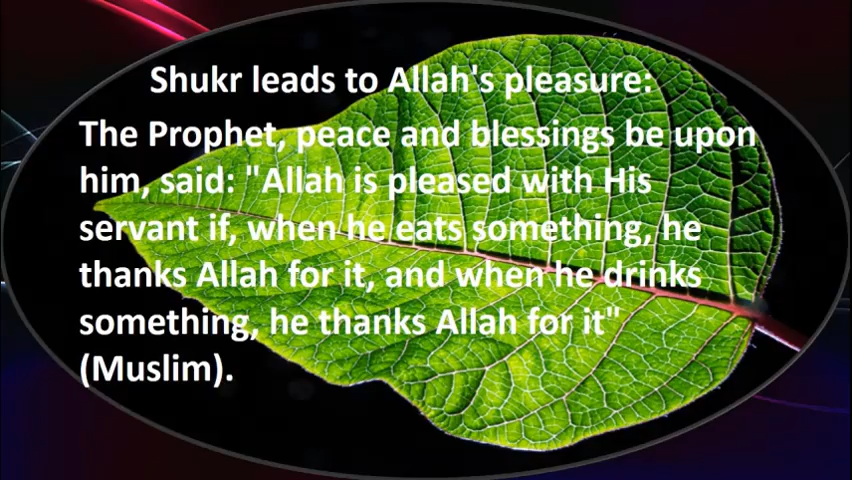 Shukr leads to Allah's pleasure:
The Prophet, peace and blessings be upon
him, said: "Allah is pleased with His
servant if, when he eats something, he
thanks Allah for it, and when he drinks
something, he thanks Allah for it"
(Muslim).